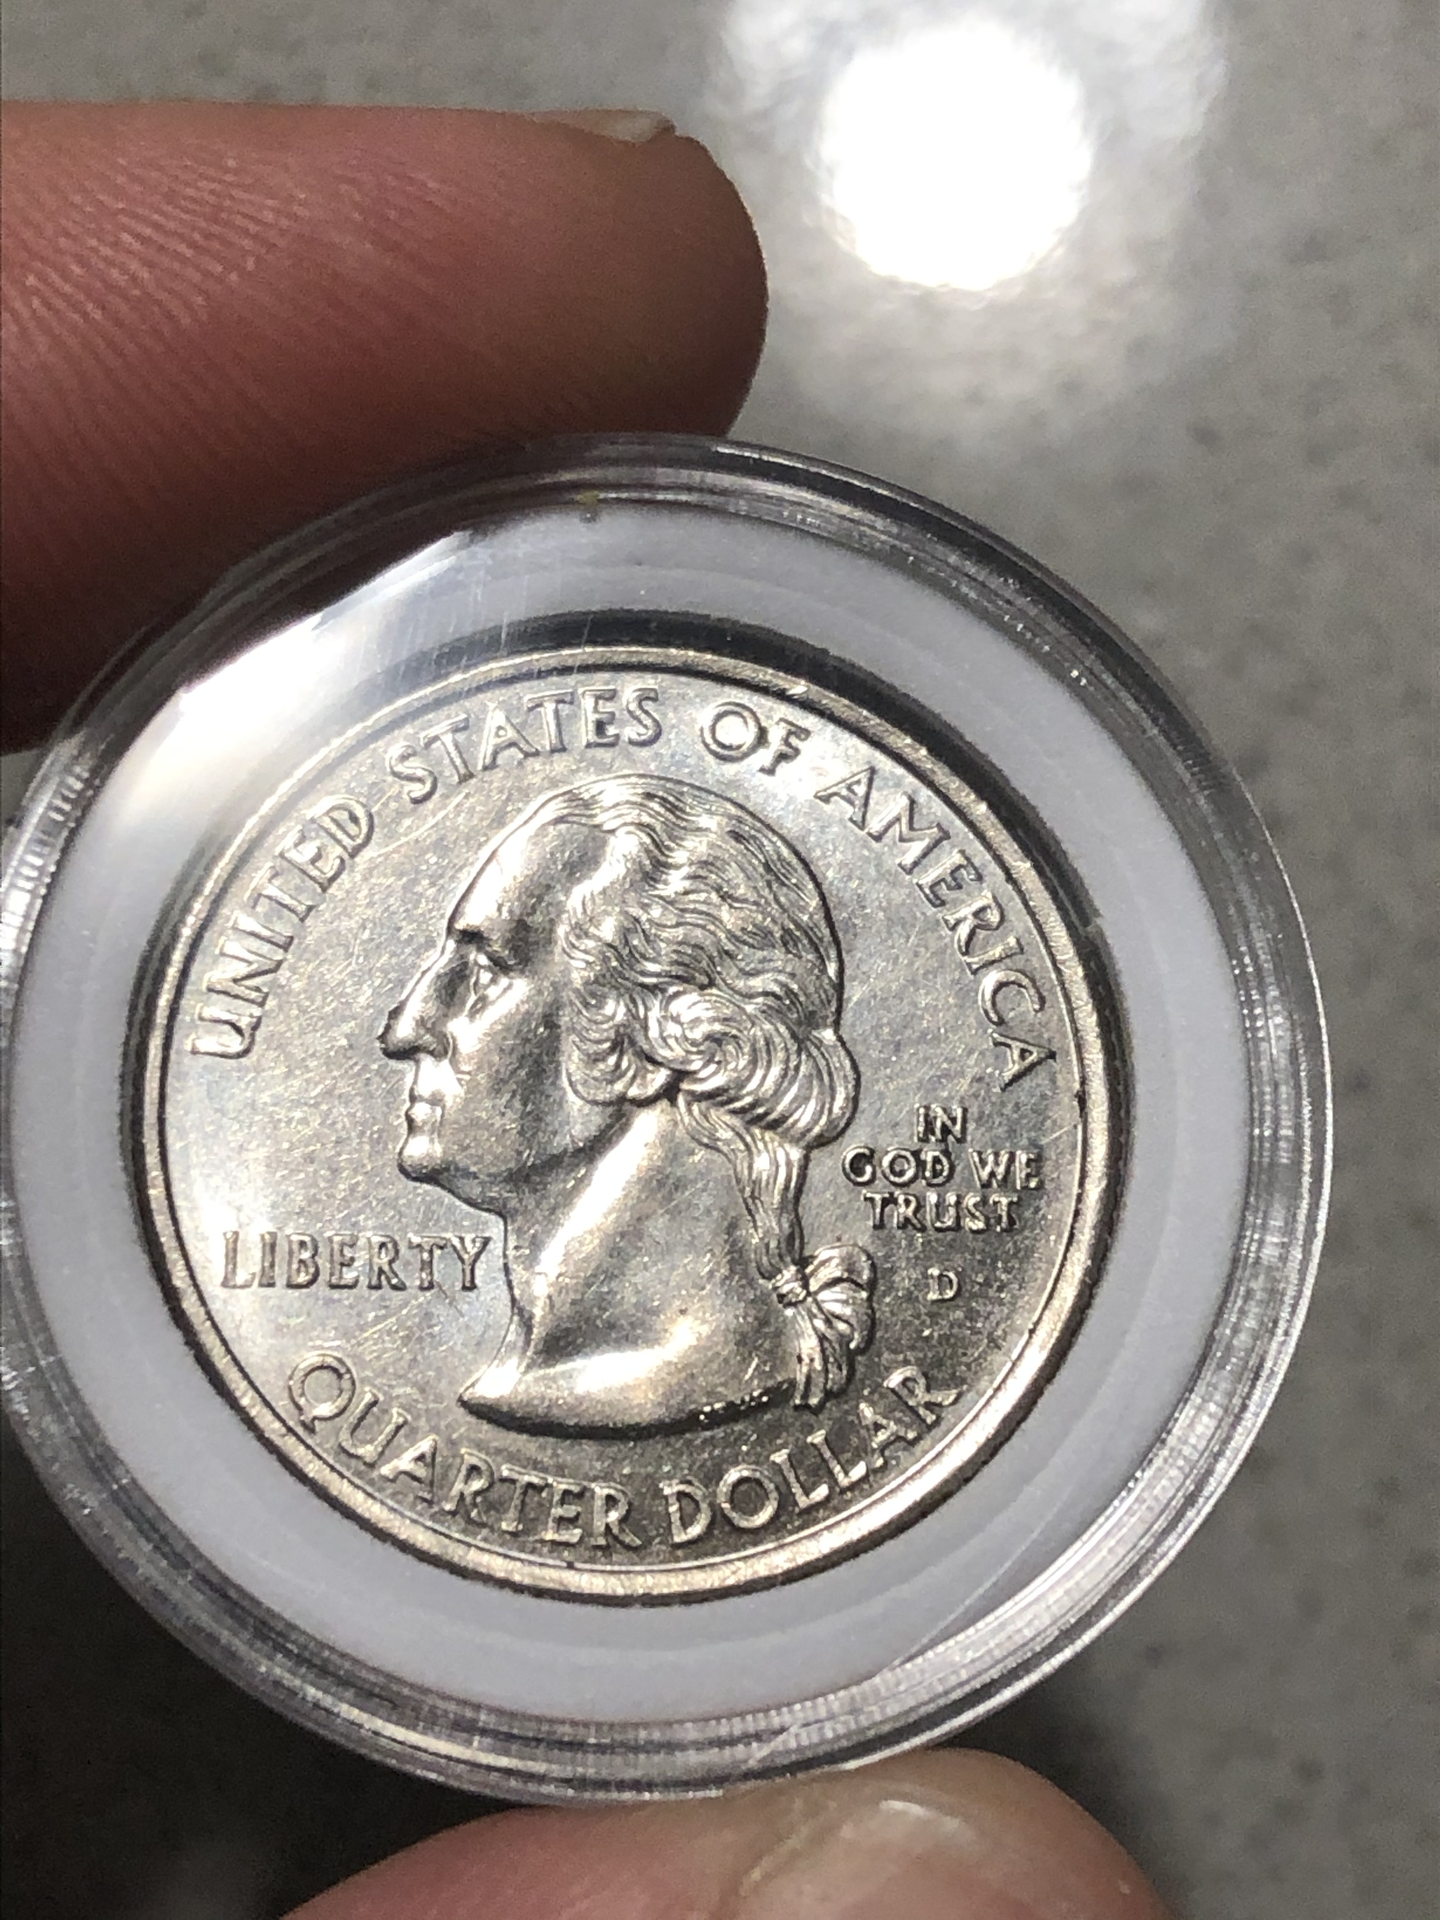 UNITED STATES OF AMERICA
LIBERTY
IN
GOD WE
TRUST
D
QUARTER DOLLAR